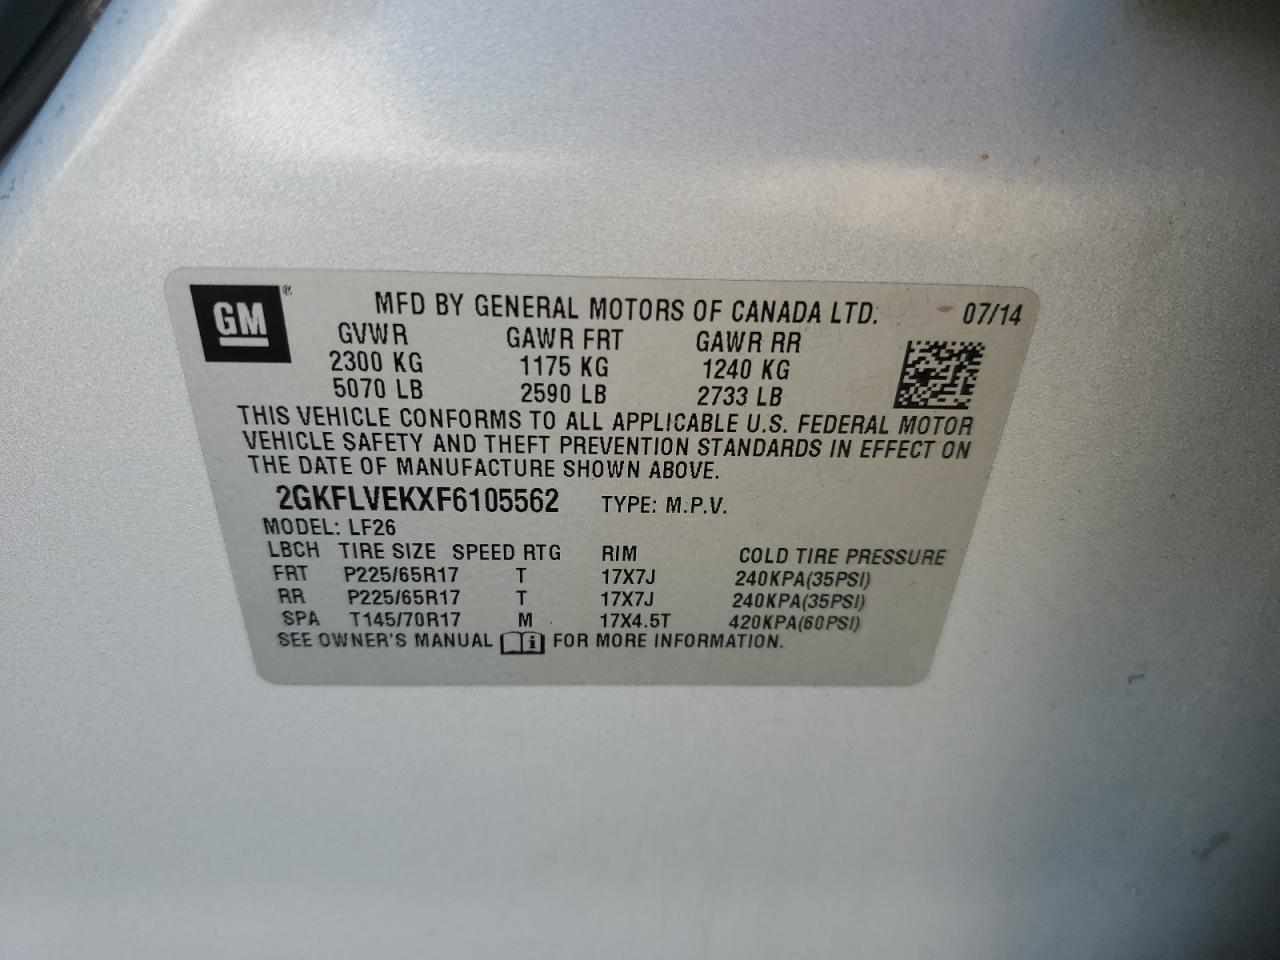 GM ®
MFD BY GENERAL MOTORS OF CANADA LTD. 07/14
GVWR GAWR FRT GAWR RR
2300 KG 1175 KG 1240 KG
5070 LB 2590 LB 2733 LB
THIS VEHICLE CONFORMS TO ALL APPLICABLE U.S. FEDERAL MOTOR
VEHICLE SAFETY AND THEFT PREVENTION STANDARDS IN EFFECT ON
THE DATE OF MANUFACTURE SHOWN ABOVE.
2GKFLVEKXF6105562 TYPE: M.P.V.
MODEL: LF26
LBCH TIRE SIZE SPEED RTG RIM COLD TIRE PRESSURE
FRT P225/65R17 T 17X7J 240KPA(35PSI)
RR P225/65R17 T 17X7J 240KPA(35PSI)
SPA T145/70R17 M 17X4.5T 420KPA(60PSI)
SEE OWNER'S MANUAL i FOR MORE INFORMATION.